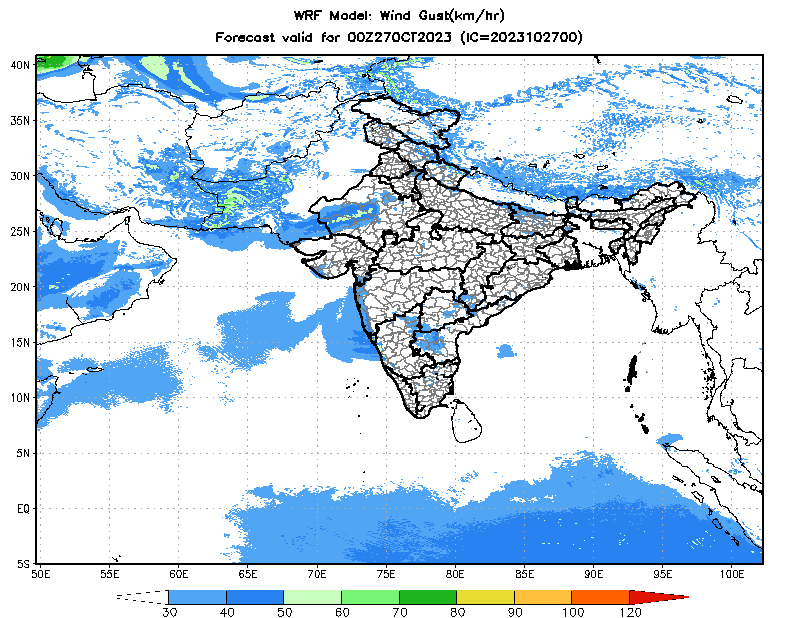 WRF Model: Wind Gust(km/hr)
Forecast valid for 00Z27OCT2023 (IC=2023102700)
40N
35N
30N
25N
20N
15N
10N
5N
EQ
5S
50E 55E 60E 65E 70E 75E 80E 85E 90E 95E 100E
30 40 50 60 70 80 90 100 120